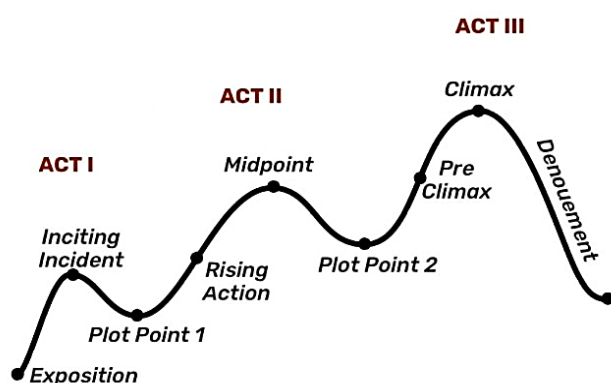 ACT III
Climax
ACT II
Midpoint
ACT I
Pre
Climax
Denouement
Inciting
Incident
Rising
Action
Plot Point 2
Plot Point 1
Exposition